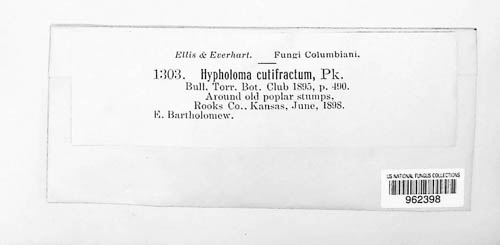 Ellis & Everhart. — Fungi Columbiani.
1303. Hypholoma cutifractum, Pk.
Bull. Torr. Bot. Club 1895, p. 490.
Around old poplar stumps.
Rooks Co., Kansas, June, 1898.
E. Bartholomew.
US NATIONAL FUNGUS COLLECTIONS
962398